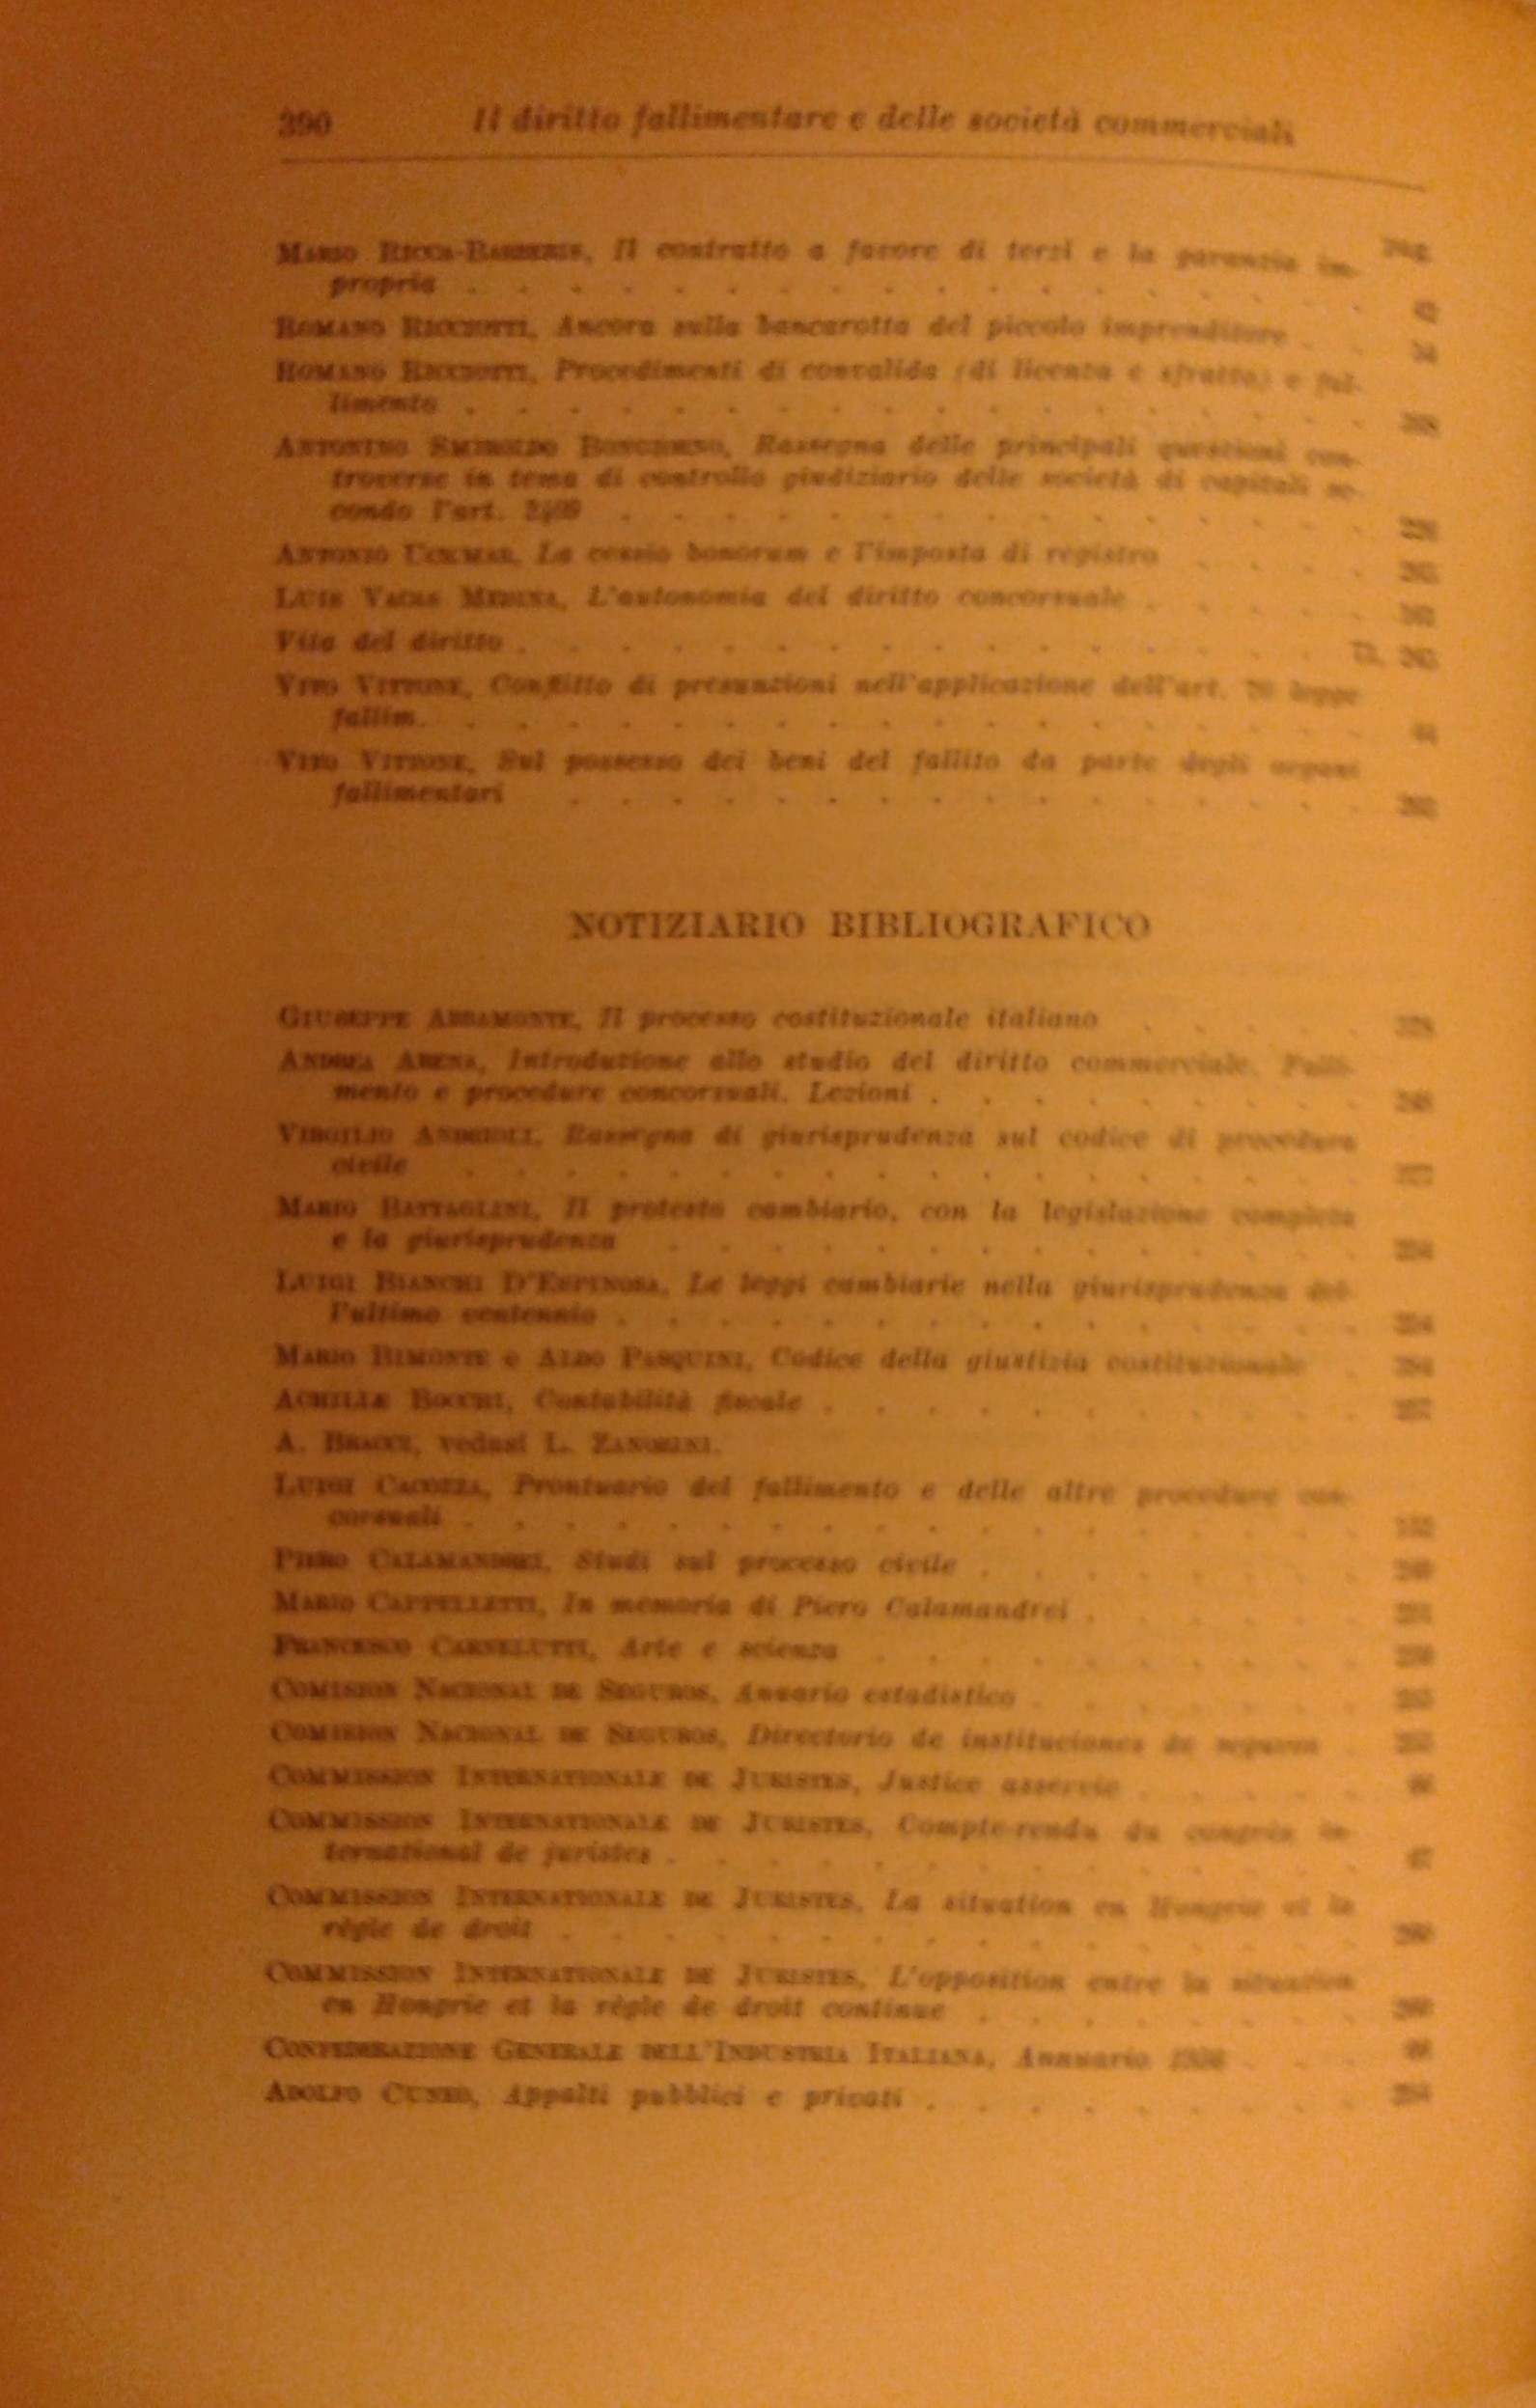 390 Il diritto fallimentare e delle società commerciali
Pag.
MARIO RICCA-BARBERIS, Il contratto a favore di terzi e la garanzia im-
propria . . . . . . . . . . . . . . . . . .
ROMANO RICCIOTTI, Ancora sulla bancarotta del piccolo imprenditore . .
ROMANO RICCIOTTI, Procedimenti di convalida (di licenza e sfratto) e fal-
limento . . . . . . . . . . . . . . . . . .
ANTONINO SMIROLDO BONGIORNO, Rassegna delle principali questioni con-
troverse in tema di controllo giudiziario delle società di capitali se-
condo l'art. 2409 . . . . . . . . . . . . . . .
ANTONIO UCKMAR, La cessio bonorum e l'imposta di registro . . . .
LUIS VACAS MEDINA, L'autonomia del diritto concorsuale . . . . .
Vita del diritto . . . . . . . . . . . . . . . .
VITO VITTONE, Conflitto di presunzioni nell'applicazione dell'art. 70 legge
fallim. . . . . . . . . . . . . . . . . . .
VITO VITTONE, Sul possesso dei beni del fallito da parte degli organi
fallimentari . . . . . . . . . . . . . . . .
NOTIZIARIO BIBLIOGRAFICO
GIUSEPPE ABBAMONTE, Il processo costituzionale italiano . . . . .
ANDREA ARENA, Introduzione allo studio del diritto commerciale. Falli-
mento e procedure concorsuali. Lezioni . . . . . . . . .
VIRGILIO ANDRIOLI, Rassegna di giurisprudenza sul codice di procedura
civile . . . . . . . . . . . . . . . . . .
MARIO BATTAGLINI, Il protesto cambiario, con la legislazione completa
e la giurisprudenza . . . . . . . . . . . . . .
LUIGI BIANCHI D'ESPINOSA, Le leggi cambiarie nella giurisprudenza del-
l'ultimo ventennio . . . . . . . . . . . . . . .
MARIO BIMONTE e ALDO PASQUINI, Codice della giustizia costituzionale .
ACHILLE BOCCHI, Contabilità fiscale . . . . . . . . . . .
A. BRACCY, vedasi L. ZANOBINI.
LUIGI CACOZZA, Prontuario del fallimento e delle altre procedure con-
corsuali . . . . . . . . . . . . . . . . . .
PIERO CALAMANDREI, Studi sul processo civile . . . . . . . .
MARIO CAPPELLETTI, In memoria di Piero Calamandrei . . . . . .
FRANCESCO CARNELUTTI, Arte e scienza . . . . . . . . . .
COMISION NACIONAL DE SEGUROS, Anuario estadistico . . . . . . .
COMISION NACIONAL DE SEGUROS, Directorio de instituciones de seguros .
COMMISSION INTERNATIONALE DE JURISTES, Justice asservie . . . . .
COMMISSION INTERNATIONALE DE JURISTES, Compte-rendu du congrès in-
ternational de juristes . . . . . . . . . . . . . .
COMMISSION INTERNATIONALE DE JURISTES, La situation en Hongrie et la
règle de droit . . . . . . . . . . . . . . . .
COMMISSION INTERNATIONALE DE JURISTES, L'opposition entre la situation
en Hongrie et la règle de droit continue . . . . . . . .
CONFEDERAZIONE GENERALE DELL'INDUSTRIA ITALIANA, Annuario 1956 . . .
ADOLFO CUNEO, Appalti pubblici e privati . . . . . . . . .